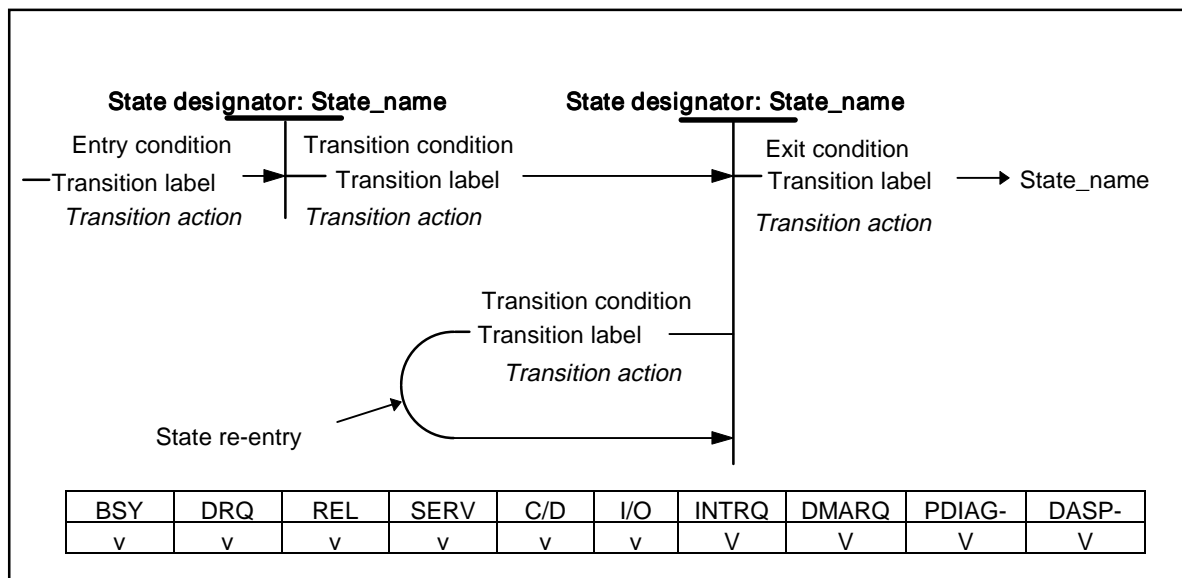 State designator: State_name State designator: State_name
Entry condition Transition condition Exit condition
Transition label Transition label Transition label State_name
Transition action Transition action Transition action
Transition condition
Transition label
Transition action
State re-entry
BSY DRQ REL SERV C/D I/O INTRQ DMARQ PDIAG- DASP-
v v v v v v V V V V